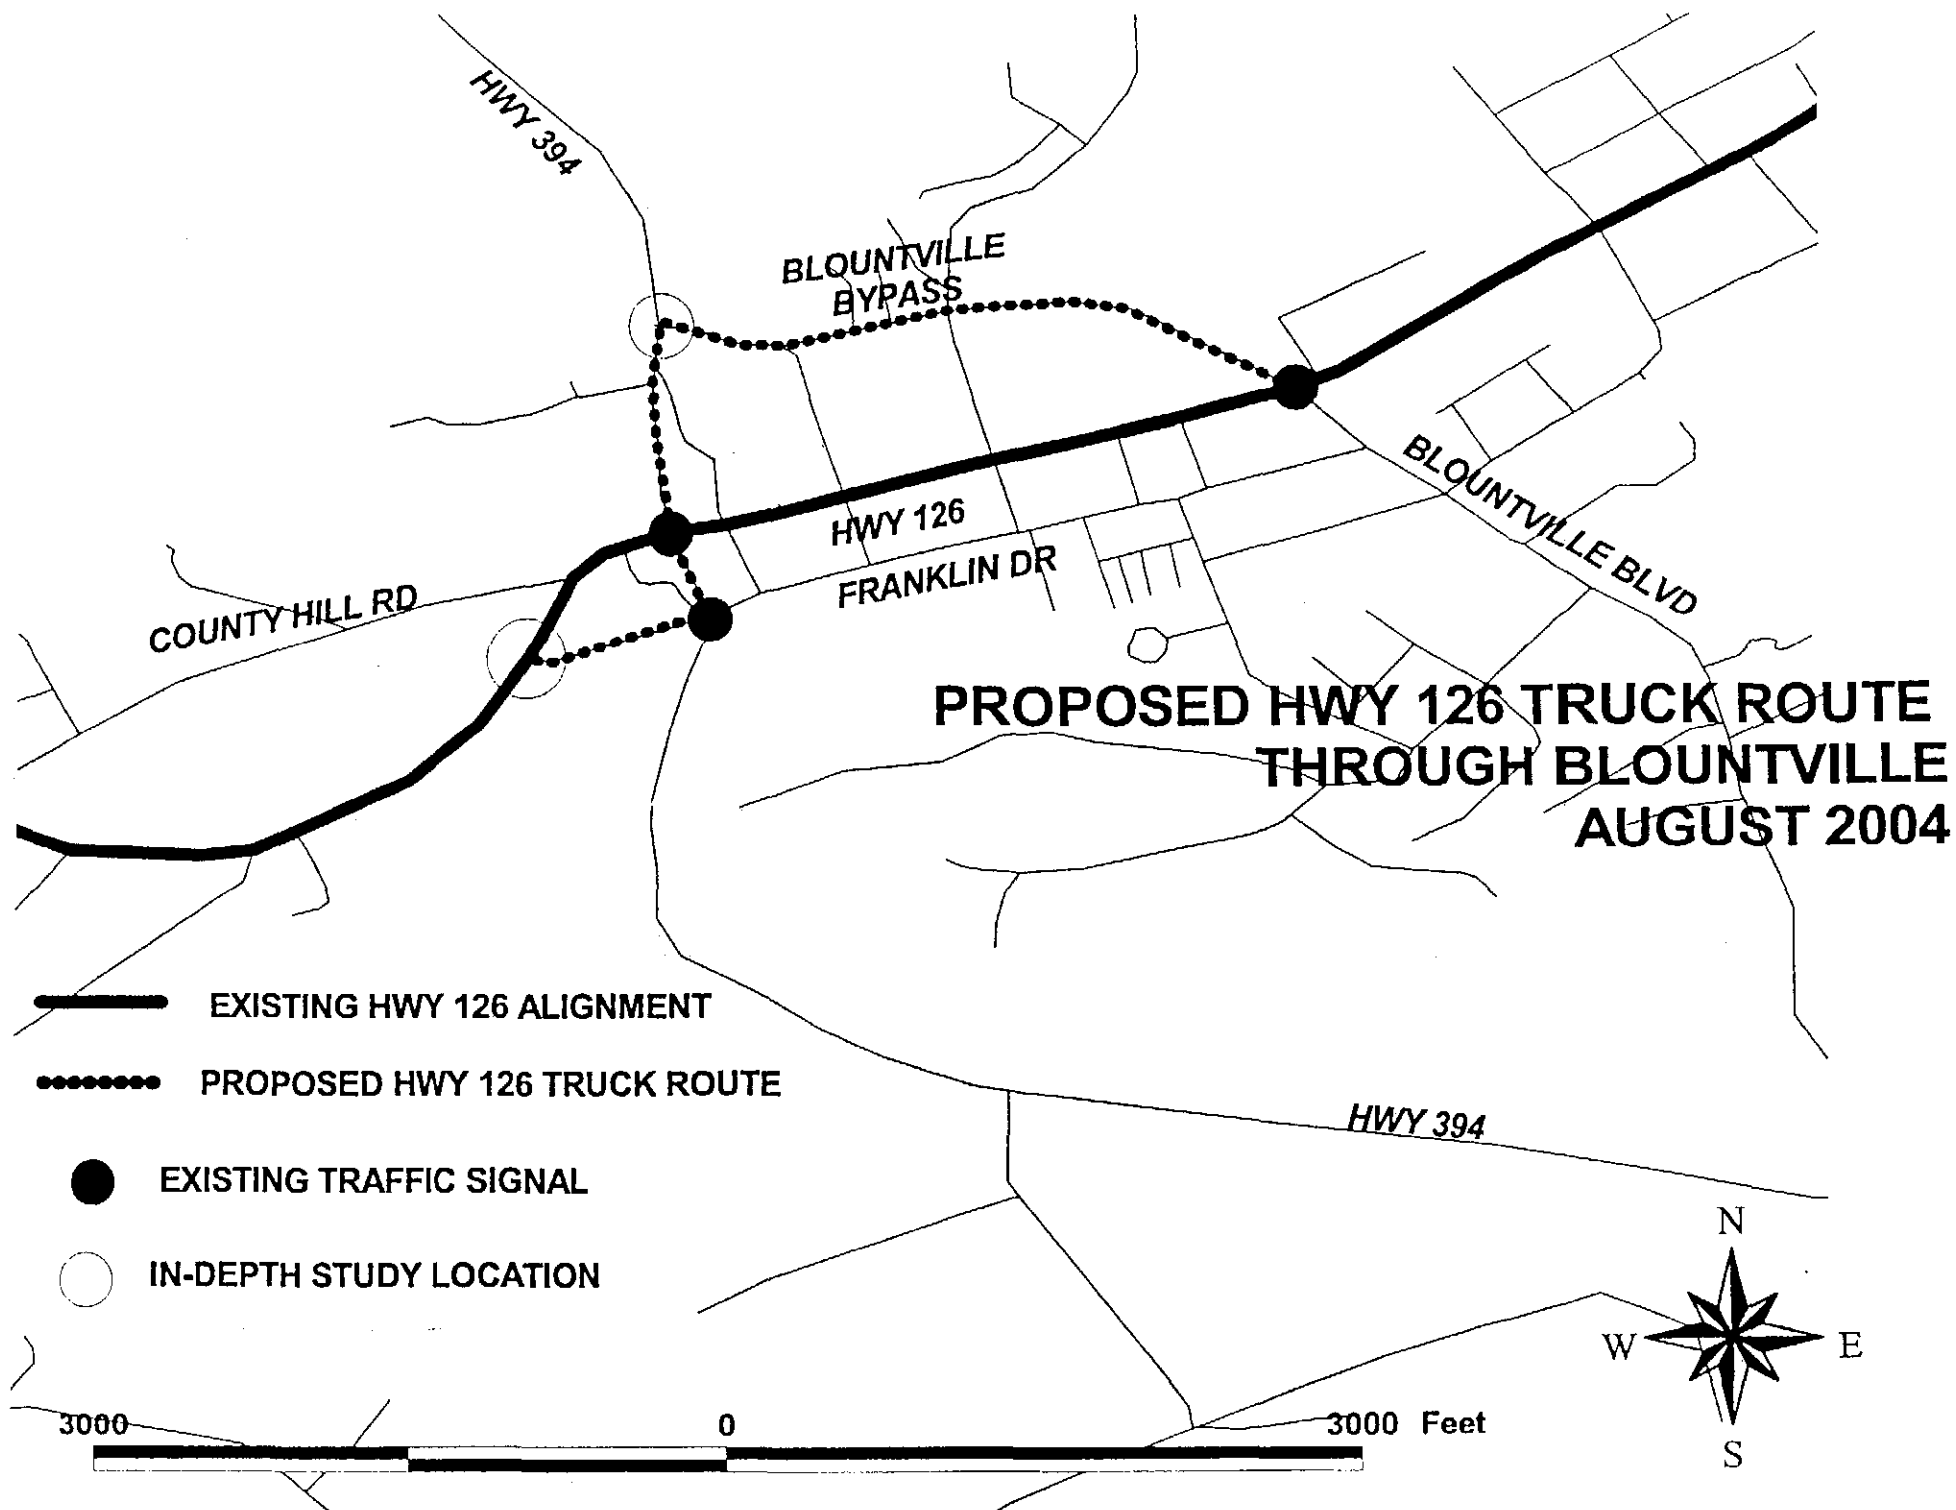 HWY 394
BLOUNTVILLE
BYPASS
HWY 126
FRANKLIN DR
BLOUNTVILLE BLVD
COUNTY HILL RD
PROPOSED HWY 126 TRUCK ROUTE
THROUGH BLOUNTVILLE
AUGUST 2004
EXISTING HWY 126 ALIGNMENT
PROPOSED HWY 126 TRUCK ROUTE
EXISTING TRAFFIC SIGNAL
IN-DEPTH STUDY LOCATION
HWY 394
N
W E
S
3000 0 3000 Feet